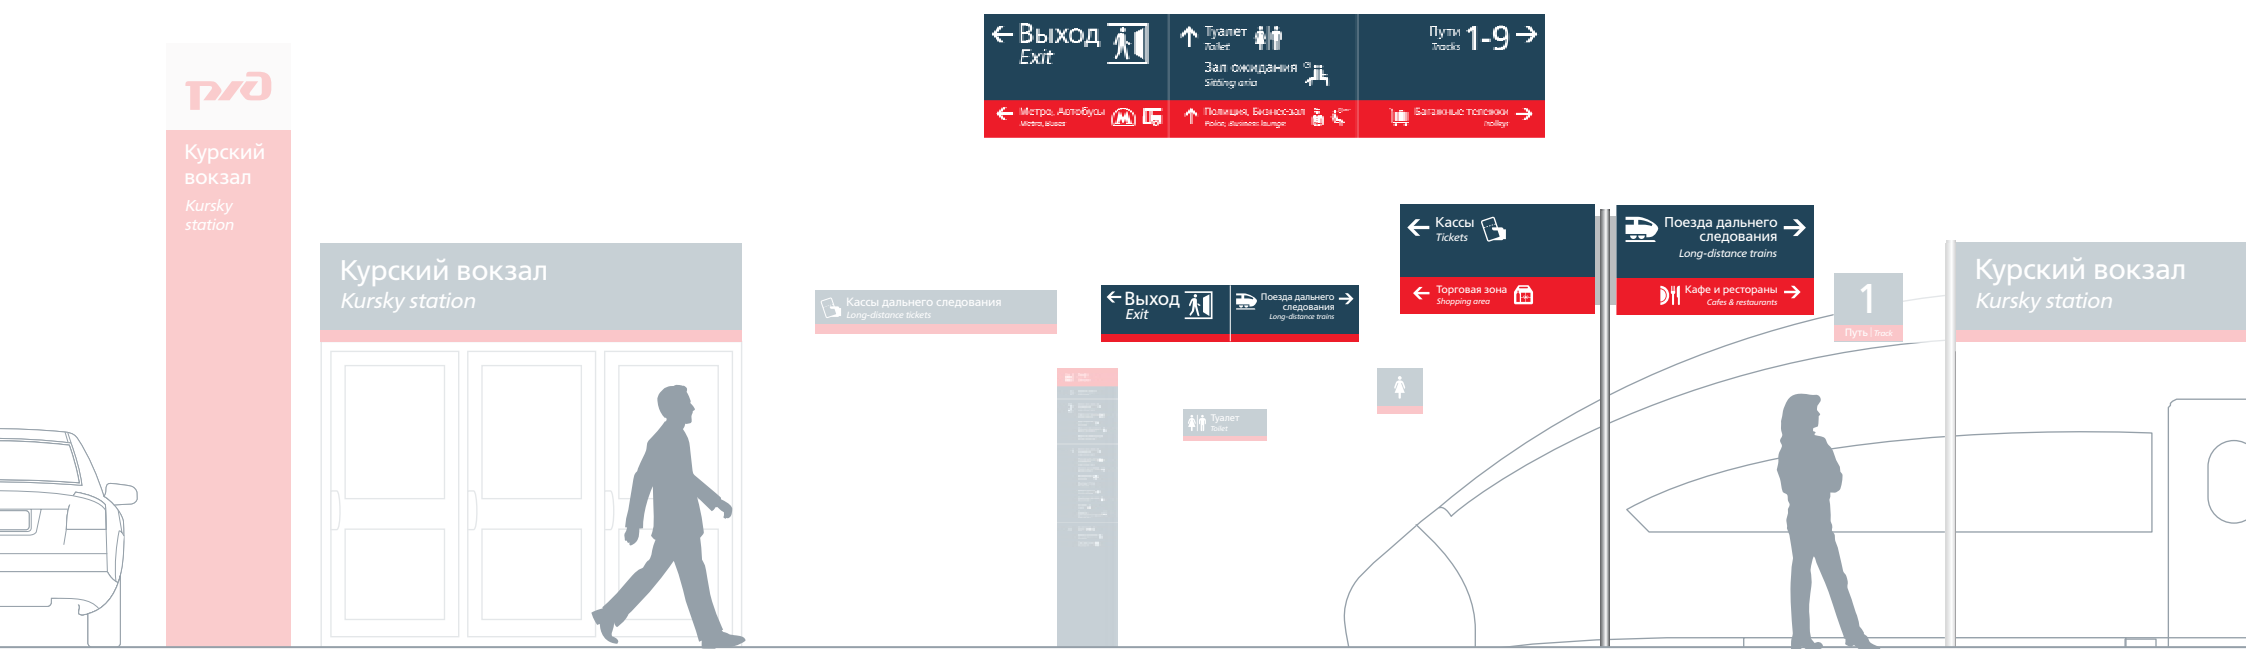 ржд
Курский
вокзал
Kursky
station
Курский вокзал
Kursky station
Кассы дальнего следования
Long-distance tickets
Выход
Exit
Туалет
Toilet
Зал ожидания
Sitting area
Пути
Tracks
1-9
Метро, Автобусы
Metro, Buses
Полиция, Бизнес-зал
Police, Business lounge
Багажные тележки
Trolleys
Выход
Exit
Поезда дальнего
следования
Long-distance trains
Туалет
Toilet
Кассы
Tickets
Торговая зона
Shopping area
Поезда дальнего
следования
Long-distance trains
Кафе и рестораны
Cafes & restaurants
1
Путь | Track
Курский вокзал
Kursky station